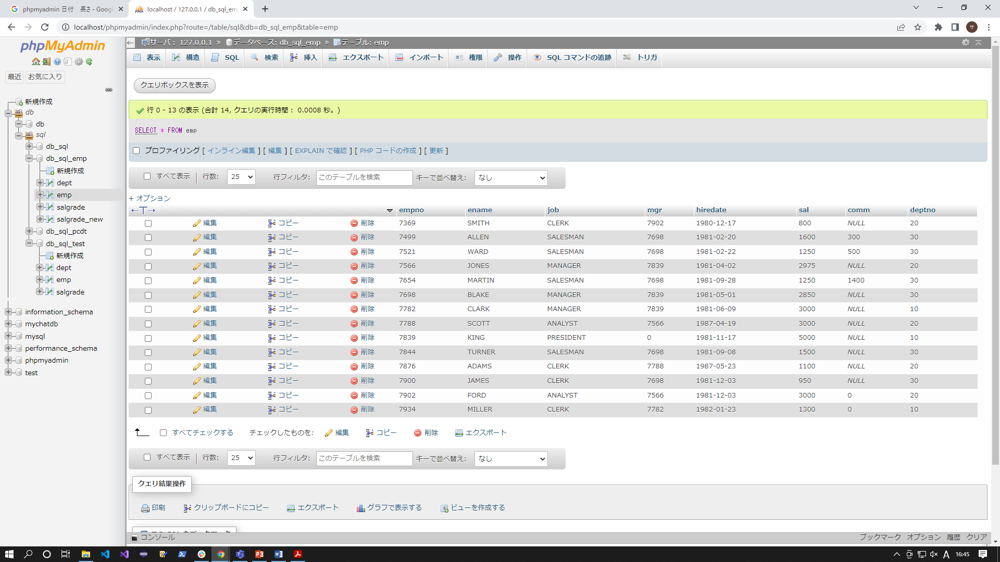 phpmyadmin 日付　長さ - Goog
localhost / 127.0.0.1 / db_sql_em
localhost/phpmyadmin/index.php?route=/table/sql&db=db_sql_emp&table=emp
サ
phpMyAdmin
最近 お気に入り
新規作成
db
db
sql
db_sql
db_sql_emp
新規作成
dept
emp
salgrade
salgrade_new
db_sql_pcdt
db_sql_test
新規作成
dept
emp
salgrade
information_schema
mychatdb
mysql
performance_schema
phpmyadmin
test
サーバ： 127.0.0.1 » データベース: db_sql_emp » テーブル: emp
表示 構造 SQL 検索 挿入 エクスポート インポート 権限 操作 SQL コマンドの追跡 トリガ
クエリボックスを表示
行 0 - 13 の表示 (合計 14, クエリの実行時間： 0.0008 秒。)
SELECT * FROM emp
プロファイリング [ インライン編集 ] [ 編集 ] [ EXPLAIN で確認 ] [ PHP コードの作成 ] [ 更新 ]
すべて表示 | 行数: 25 行フィルタ: このテーブルを検索 キーで並べ替え: なし
+ オプション
←T→ empno ename job mgr hiredate sal comm deptno
編集 コピー 削除 7369 SMITH CLERK 7902 1980-12-17 800 NULL 20
編集 コピー 削除 7499 ALLEN SALESMAN 7698 1981-02-20 1600 300 30
編集 コピー 削除 7521 WARD SALESMAN 7698 1981-02-22 1250 500 30
編集 コピー 削除 7566 JONES MANAGER 7839 1981-04-02 2975 NULL 20
編集 コピー 削除 7654 MARTIN SALESMAN 7698 1981-09-28 1250 1400 30
編集 コピー 削除 7698 BLAKE MANAGER 7839 1981-05-01 2850 NULL 30
編集 コピー 削除 7782 CLARK MANAGER 7839 1981-06-09 3000 NULL 10
編集 コピー 削除 7788 SCOTT ANALYST 7566 1987-04-19 3000 NULL 20
編集 コピー 削除 7839 KING PRESIDENT 0 1981-11-17 5000 NULL 10
編集 コピー 削除 7844 TURNER SALESMAN 7698 1981-09-08 1500 NULL 30
編集 コピー 削除 7876 ADAMS CLERK 7788 1987-05-23 1100 NULL 20
編集 コピー 削除 7900 JAMES CLERK 7698 1981-12-03 950 NULL 30
編集 コピー 削除 7902 FORD ANALYST 7566 1981-12-03 3000 0 20
編集 コピー 削除 7934 MILLER CLERK 7782 1982-01-23 1300 0 10
すべてチェックする チェックしたものを: 編集 コピー 削除 エクスポート
すべて表示 | 行数: 25 行フィルタ: このテーブルを検索 キーで並べ替え: なし
クエリ結果操作
印刷 クリップボードにコピー エクスポート グラフで表示する ビューを作成する
コンソール
ブックマーク オプション 履歴 クリア
A 16:45